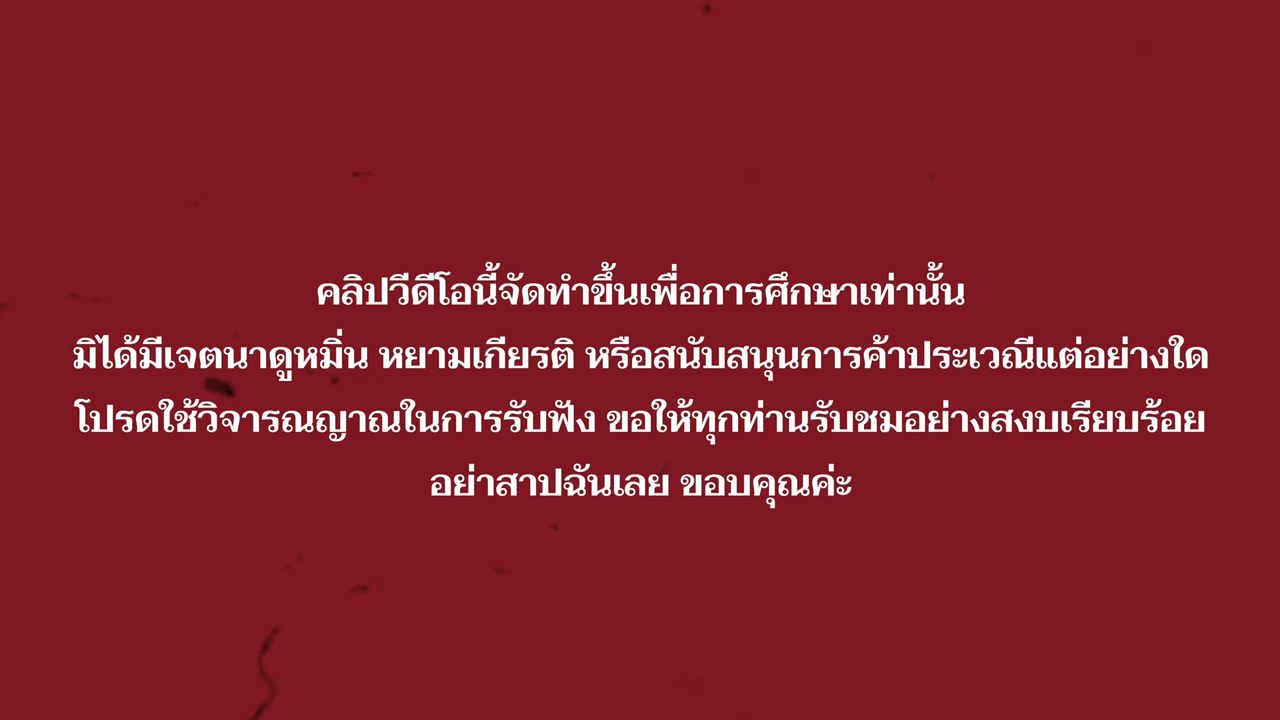 คลิปวีดีโอนี้จัดทำขึ้นเพื่อการศึกษาเท่านั้น
มิได้มีเจตนาดูหมิ่น หยามเกียรติ หรือสนับสนุนการค้าประเวณีแต่อย่างใด
โปรดใช้วิจารณญาณในการรับฟัง ขอให้ทุกท่านรับชมอย่างสงบเรียบร้อย
อย่าสาปฉันเลย ขอบคุณค่ะ